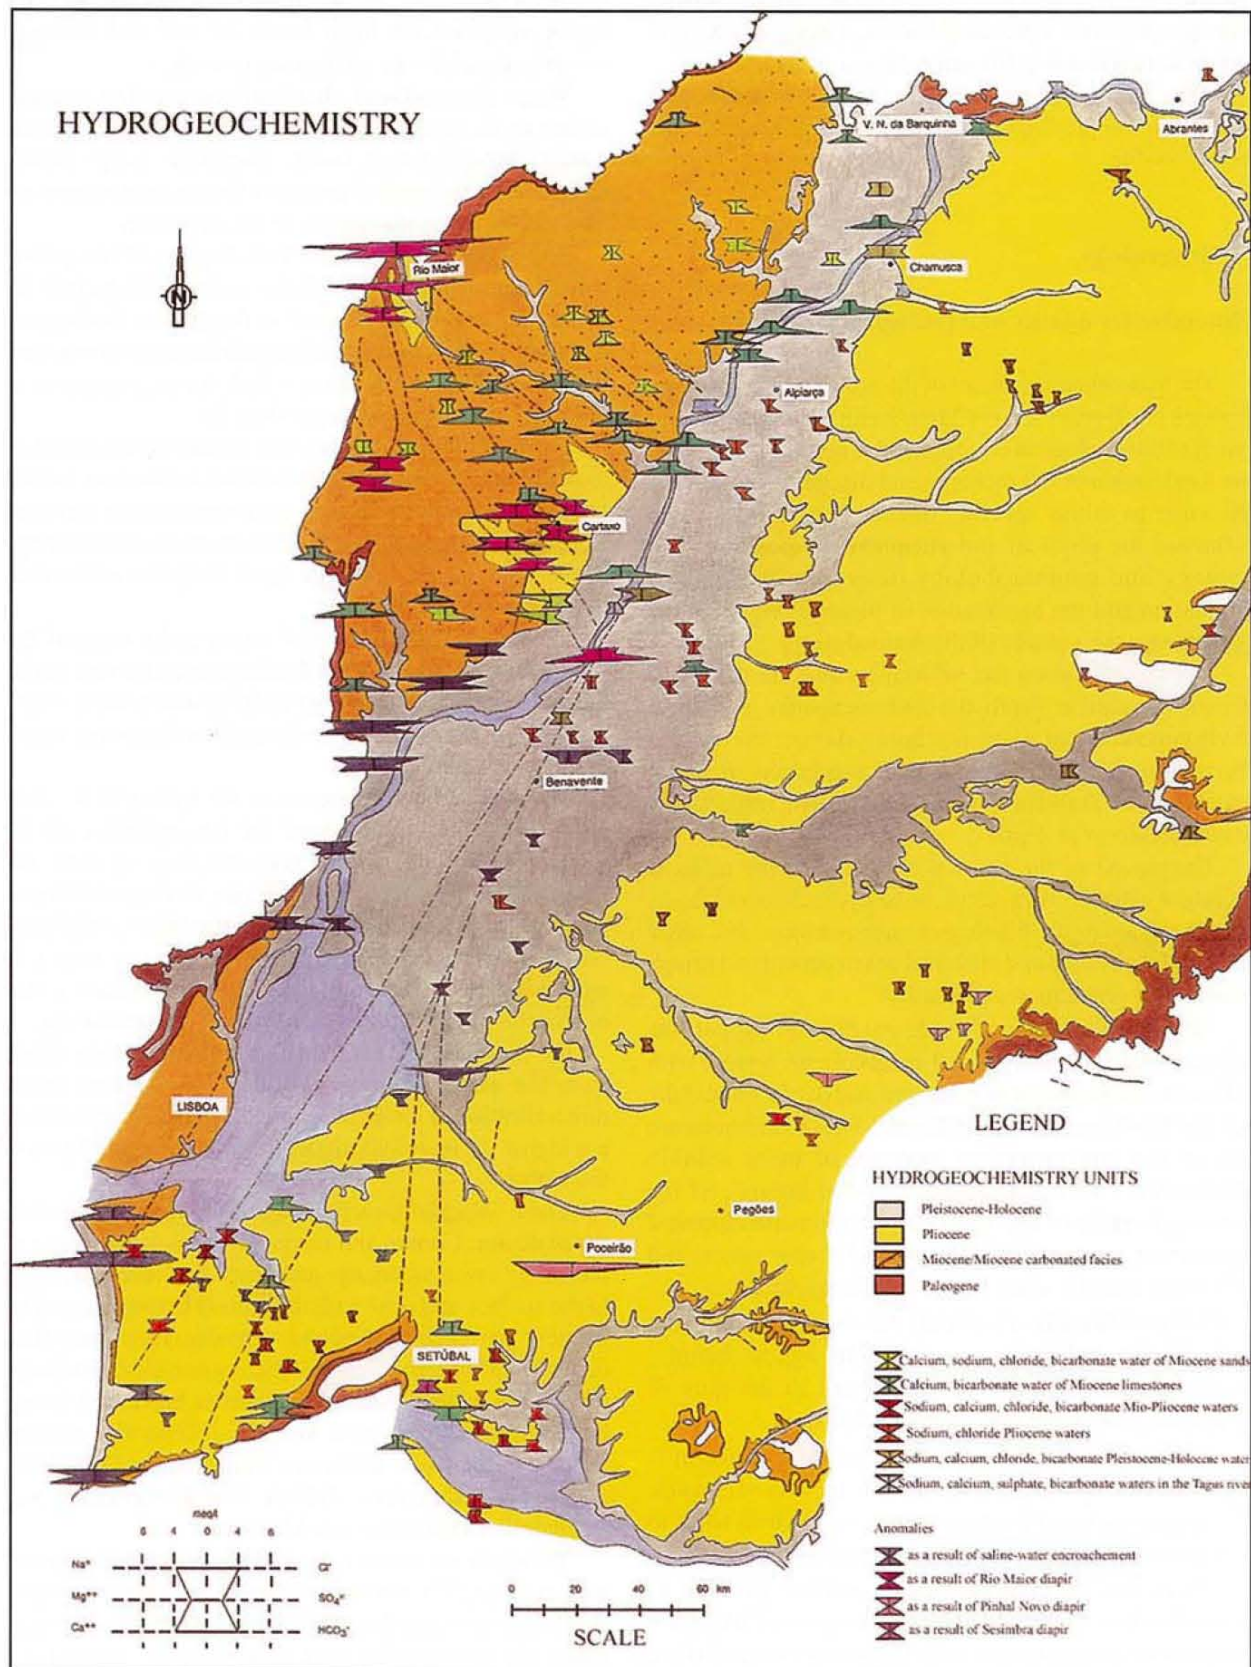 HYDROGEOCHEMISTRY
V. N. da Barquinha
Abrantes
Rio Maior
Chamusca
Alpiarça
Cartaxo
Benavente
LISBOA
Pegões
Poceirão
SETÚBAL
N
LEGEND
HYDROGEOCHEMISTRY UNITS
Pleistocene-Holocene
Pliocene
Miocene/Miocene carbonated facies
Paleogene
Calcium, sodium, chloride, bicarbonate water of Miocene sands
Calcium, bicarbonate water of Miocene limestones
Sodium, calcium, chloride, bicarbonate Mio-Pliocene waters
Sodium, chloride Pliocene waters
Sodium, calcium, chloride, bicarbonate Pleistocene-Holocene water
Sodium, calcium, sulphate, bicarbonate waters in the Tagus river
Anomalies
as a result of saline-water encroachement
as a result of Rio Maior diapir
as a result of Pinhal Novo diapir
as a result of Sesimbra diapir
meq/l
6 4 0 4 6
Na⁺ Cl⁻
Mg⁺⁺ SO₄⁼
Ca⁺⁺ HCO₃⁻
0 20 40 60 km
SCALE